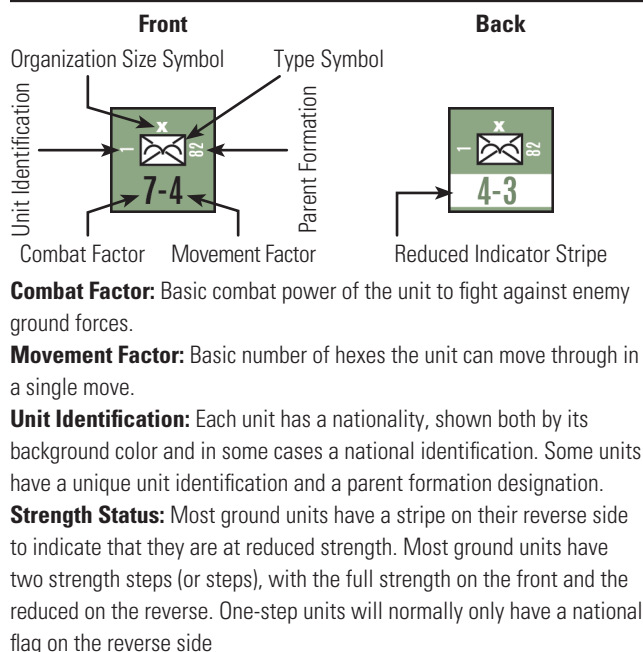 Front
Back
Organization Size Symbol
Type Symbol
Unit Identification
Parent Formation
x
1
82
7-4
x
1
82
4-3
Combat Factor
Movement Factor
Reduced Indicator Stripe
Combat Factor: Basic combat power of the unit to fight against enemy
ground forces.
Movement Factor: Basic number of hexes the unit can move through in
a single move.
Unit Identification: Each unit has a nationality, shown both by its
background color and in some cases a national identification. Some units
have a unique unit identification and a parent formation designation.
Strength Status: Most ground units have a stripe on their reverse side
to indicate that they are at reduced strength. Most ground units have
two strength steps (or steps), with the full strength on the front and the
reduced on the reverse. One-step units will normally only have a national
flag on the reverse side